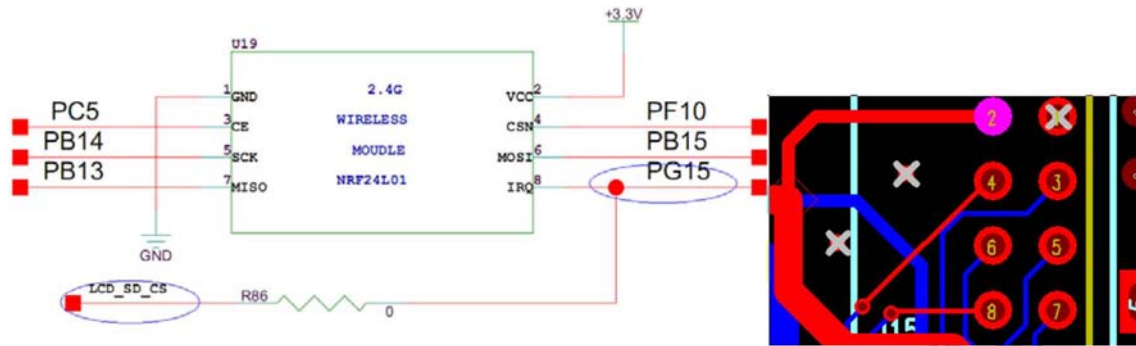 +3.3V
U19
1 GND
2.4G
VCC 2
PC5
3 CE
WIRELESS
CSN 4
PF10
PB14
5 SCK
MOUDLE
MOSI 6
PB15
PB13
7 MISO
NRF24L01
IRQ 8
PG15
GND
LCD_SD_CS
R86
0
2
4
3
6
5
8
7